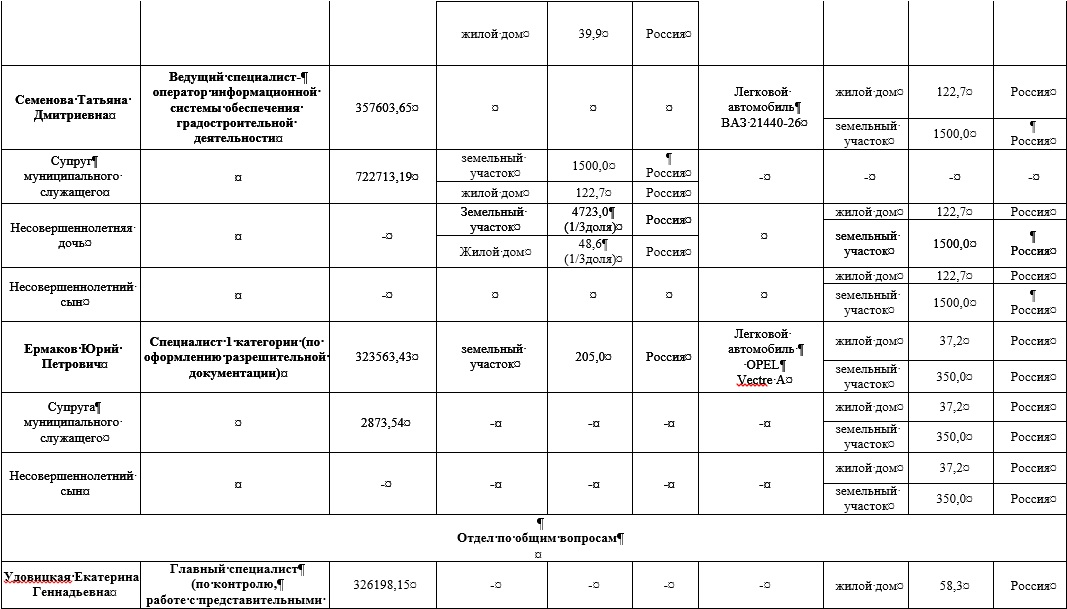 жилой·дом¤ 39,9¤ Россия¤
Семенова·Татьяна· Дмитриевна¤
Ведущий·специалист-¶
оператор·информационной·
системы·обеспечения·
градостроительной·
деятельности¤
357603,65¤
¤ ¤ ¤
Легковой·
автомобиль¶
ВАЗ·21440-26¤
жилой·дом¤ 122,7¤ Россия¤
земельный·
участок¤
1500,0¤
¶
Россия¤
Супруг¶
муниципального·
служащего¤
¤
722713,19¤
земельный·
участок¤
1500,0¤
¶
Россия¤
жилой·дом¤ 122,7¤ Россия¤
-¤ -¤ -¤ -¤
Несовершенолетняя·
дочь¤
¤
-¤
Земельный·
участок¤
4723,0¶
(1/3доля)¤
Россия¤
Жилой·дом¤
48,6¶
(1/3доля)¤
Россия¤
¤
жилой·дом¤ 122,7¤ Россия¤
земельный·
участок¤
1500,0¤
¶
Россия¤
Несовершеннолетний·
сын¤
¤ -¤ ¤ ¤ ¤ ¤
жилой·дом¤ 122,7¤ Россия¤
земельный·
участок¤
1500,0¤
¶
Россия¤
Ермаков·Юрий·
Петрович¤
Специалист·1·категории·(по·
оформлению·разрешительной·
документации)¤
323563,43¤
земельный·
участок¤
205,0¤
Россия¤
Легковой·
автомобиль·¶
·OPEL¶
Vectre·A¤
жилой·дом¤ 37,2¤ Россия¤
земельный·
участок¤
350,0¤
Россия¤
Супруга¶
муниципального·
служащего¤
¤ 2873,54¤ -¤ -¤ -¤ -¤
жилой·дом¤ 37,2¤ Россия¤
земельный·
участок¤
350,0¤
Россия¤
Несовершеннолетний·
сын¤
¤ -¤ -¤ -¤ -¤ -¤
жилой·дом¤ 37,2¤ Россия¤
земельный·
участок¤
350,0¤
Россия¤
¶
Отдел·по·общим·вопросам¶
¤
Удовицкая·Екатерина·
Геннадьевна¤
Главный·специалист·
(по·контролю,¶
работе·с·представительными·
326198,15¤
-¤ -¤ -¤ -¤
жилой·дом¤ 58,3¤ Россия¤